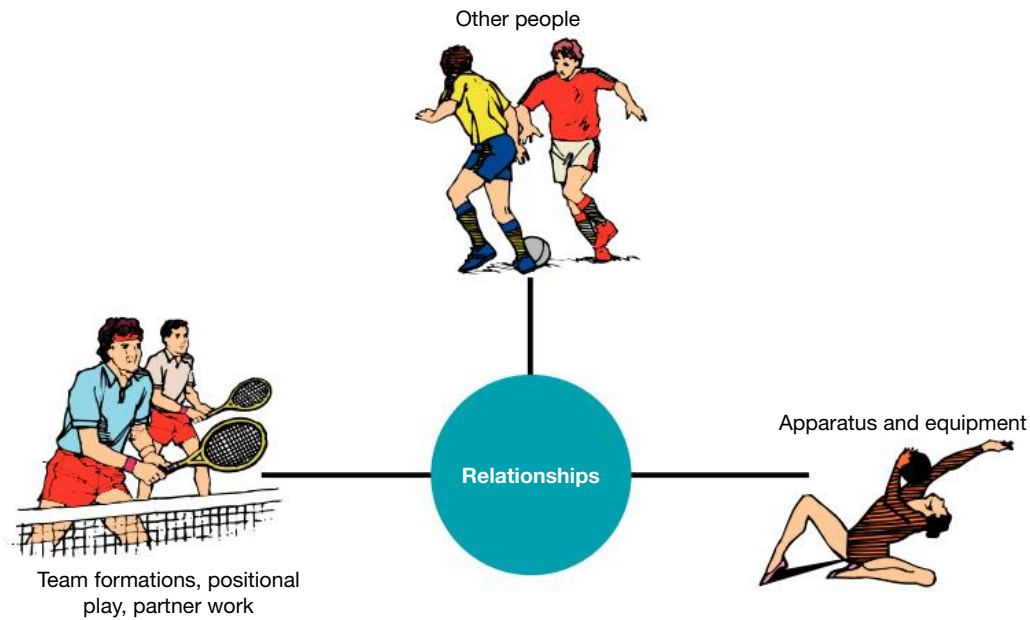 Other people
Relationships
Apparatus and equipment
Team formations, positional
play, partner work